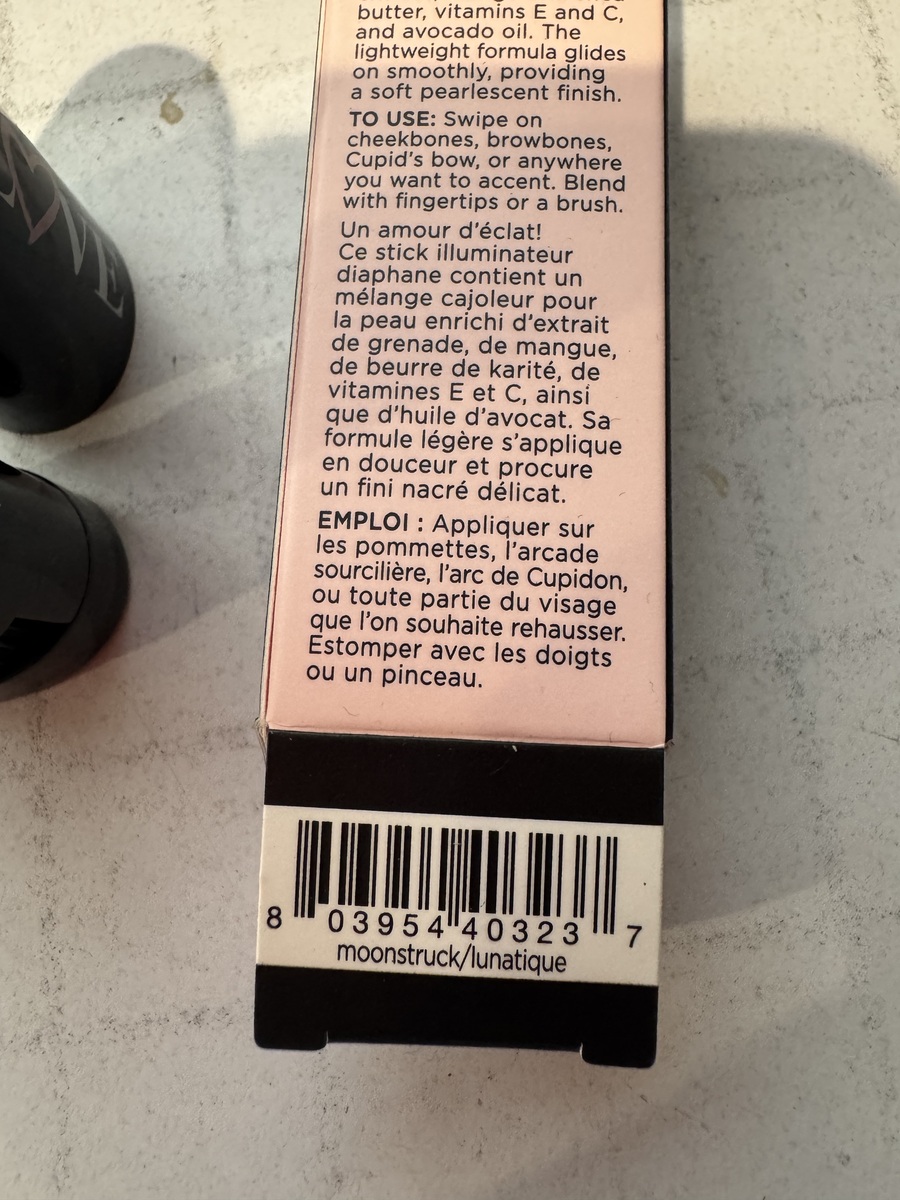 butter, vitamins E and C,
and avocado oil. The
lightweight formula glides
on smoothly, providing
a soft pearlescent finish.
TO USE: Swipe on
cheekbones, browbones,
Cupid's bow, or anywhere
you want to accent. Blend
with fingertips or a brush.
Un amour d'éclat!
Ce stick illuminateur
diaphane contient un
mélange cajoleur pour
la peau enrichi d'extrait
de grenade, de mangue,
de beurre de karité, de
vitamines E et C, ainsi
que d'huile d'avocat. Sa
formule légère s'applique
en douceur et procure
un fini nacré délicat.
EMPLOI : Appliquer sur
les pommettes, l'arcade
sourcilière, l'arc de Cupidon,
ou toute partie du visage
que l'on souhaite rehausser.
Estomper avec les doigts
ou un pinceau.
8 03954 40323 7
moonstruck/lunatique